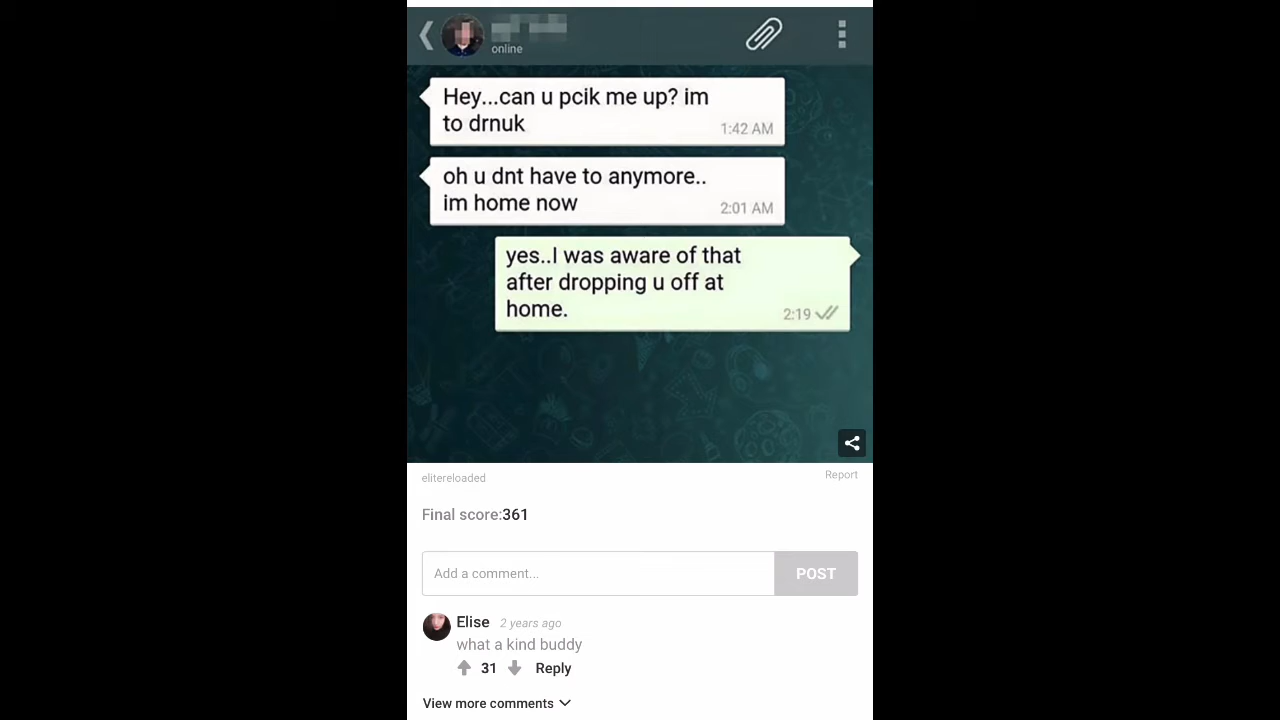 online
Hey...can u pcik me up? im
to drnuk
1:42 AM
oh u dnt have to anymore..
im home now
2:01 AM
yes..I was aware of that
after dropping u off at
home.
2:19
elitereloaded
Report
Final score:361
Add a comment...
POST
Elise 2 years ago
what a kind buddy
31 Reply
View more comments